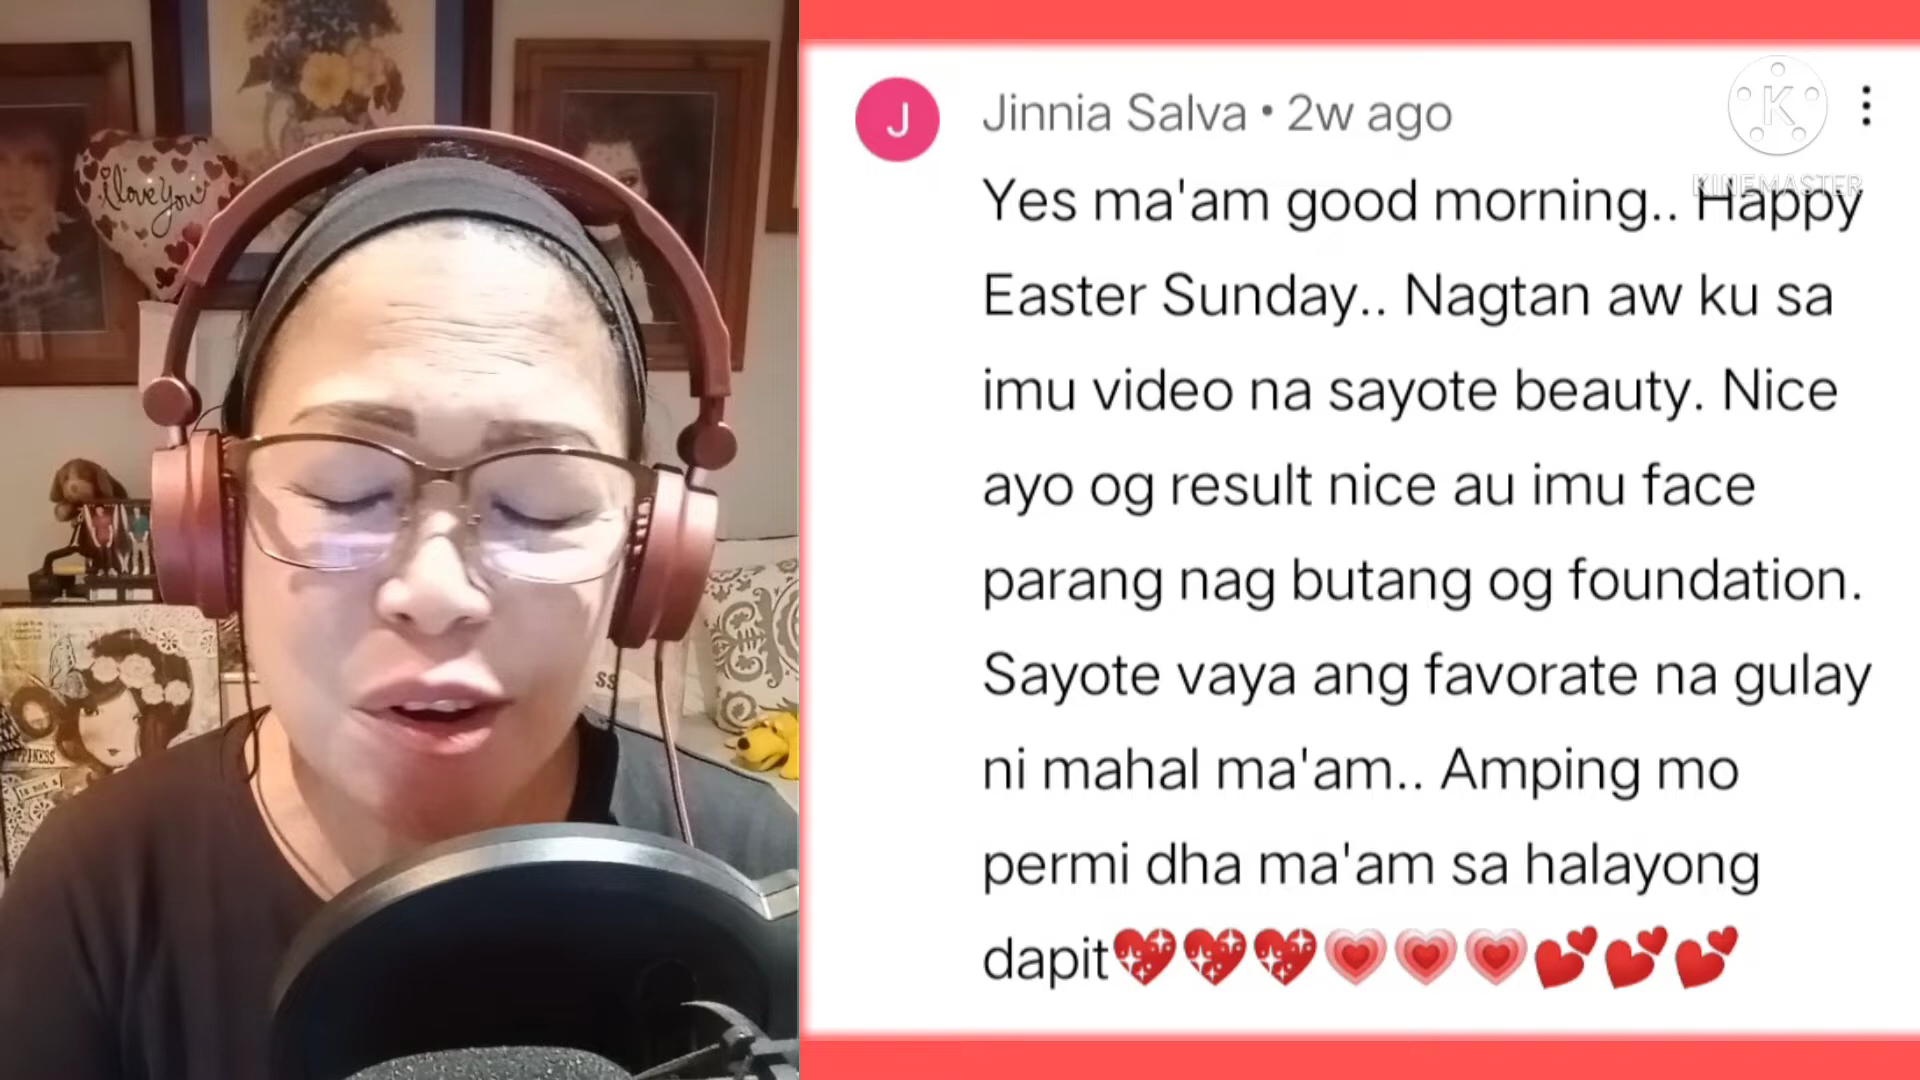 i love you
Jinnia Salva • 2w ago
KINEMASTER
Yes ma'am good morning.. Happy
Easter Sunday.. Nagtan aw ku sa
imu video na sayote beauty. Nice
ayo og result nice au imu face
parang nag butang og foundation.
Sayote vaya ang favorate na gulay
ni mahal ma'am.. Amping mo
permi dha ma'am sa halayong
dapit💖💖💖💗💗💗💕💕💕